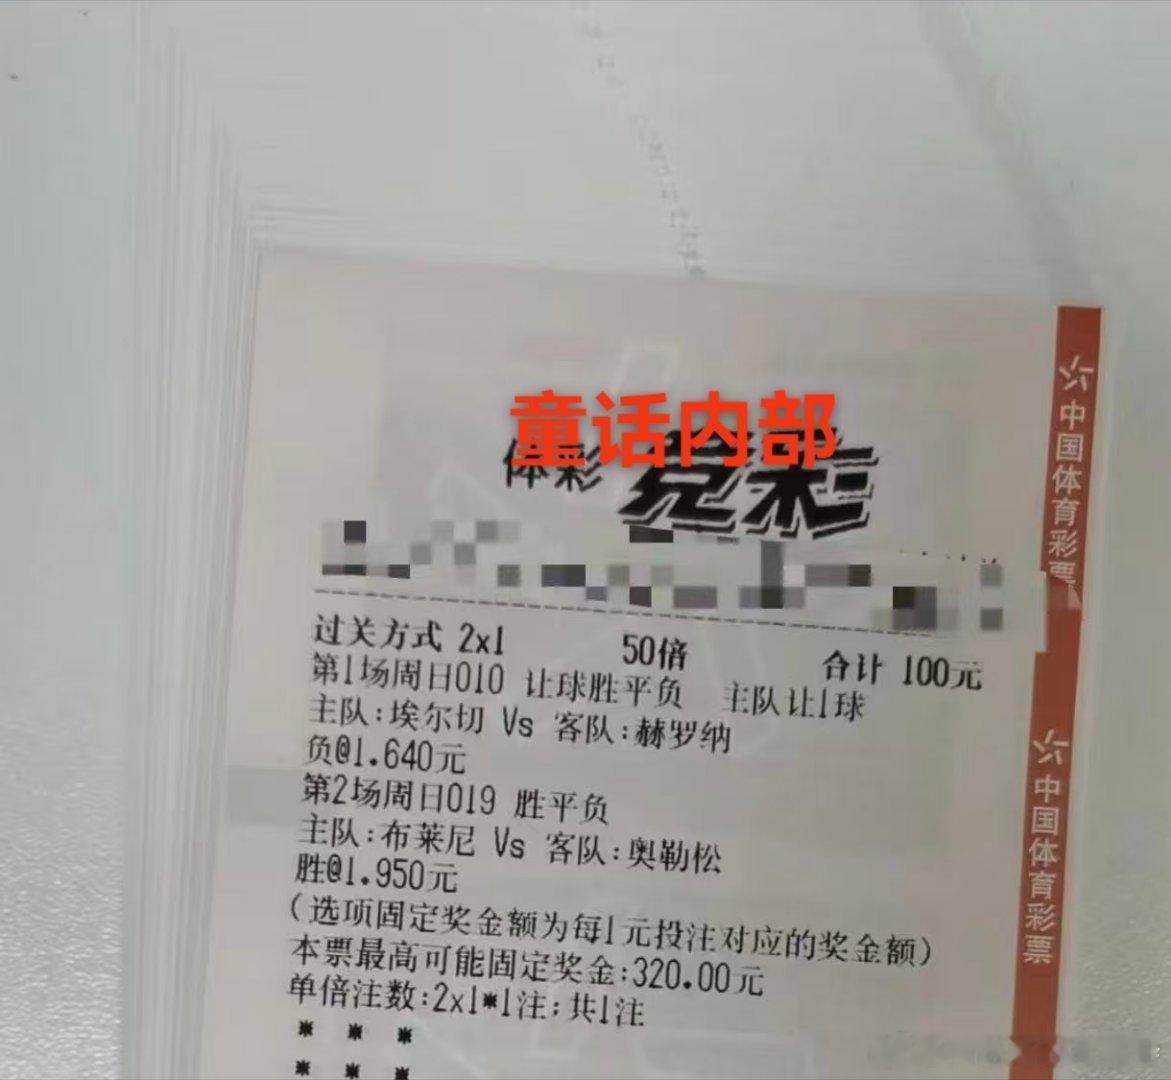 童话内部
体彩 竞彩
过关方式 2x1 50倍 合计 100元
第1场周日010 让球胜平负 主队让1球
主队:埃尔切 Vs 客队:赫罗纳
负@1.640元
第2场周日019 胜平负
主队:布莱尼 Vs 客队:奥勒松
胜@1.950元
(选项固定奖金额为每1元投注对应的奖金额)
本票最高可能固定奖金:320.00元
单倍注数:2x1*1注;共1注
* * *
* * *
中国体育彩票
中国体育彩票